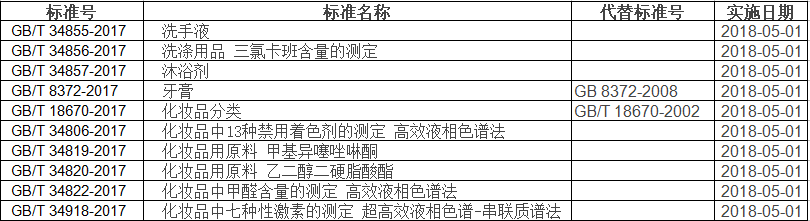 标准号 标准名称 代替标准号 实施日期
GB/T 34855-2017 洗手液 2018-05-01
GB/T 34856-2017 洗涤用品 三氯卡班含量的测定 2018-05-01
GB/T 34857-2017 沐浴剂 2018-05-01
GB/T 8372-2017 牙膏 GB 8372-2008 2018-05-01
GB/T 18670-2017 化妆品分类 GB/T 18670-2002 2018-05-01
GB/T 34806-2017 化妆品中13种禁用着色剂的测定 高效液相色谱法 2018-05-01
GB/T 34819-2017 化妆品用原料 甲基异噻唑啉酮 2018-05-01
GB/T 34820-2017 化妆品用原料 乙二醇二硬脂酸酯 2018-05-01
GB/T 34822-2017 化妆品中甲醛含量的测定 高效液相色谱法 2018-05-01
GB/T 34918-2017 化妆品中七种性激素的测定 超高效液相色谱-串联质谱法 2018-05-01